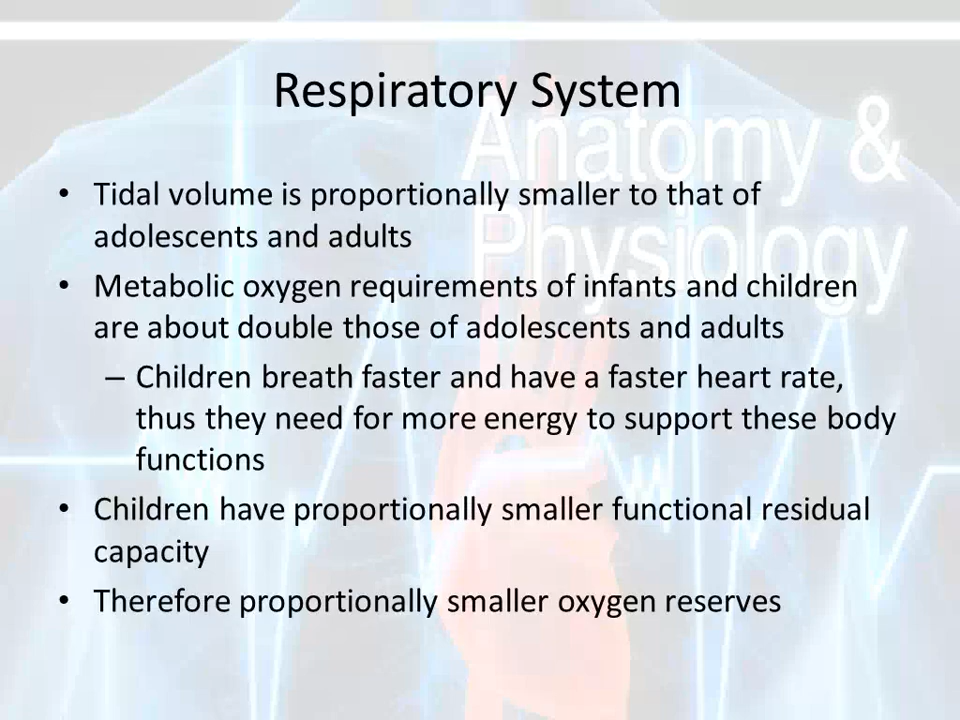 Respiratory System
Anatomy &
Physiology
• Tidal volume is proportionally smaller to that of
adolescents and adults
• Metabolic oxygen requirements of infants and children
are about double those of adolescents and adults
– Children breath faster and have a faster heart rate,
thus they need for more energy to support these body
functions
• Children have proportionally smaller functional residual
capacity
• Therefore proportionally smaller oxygen reserves